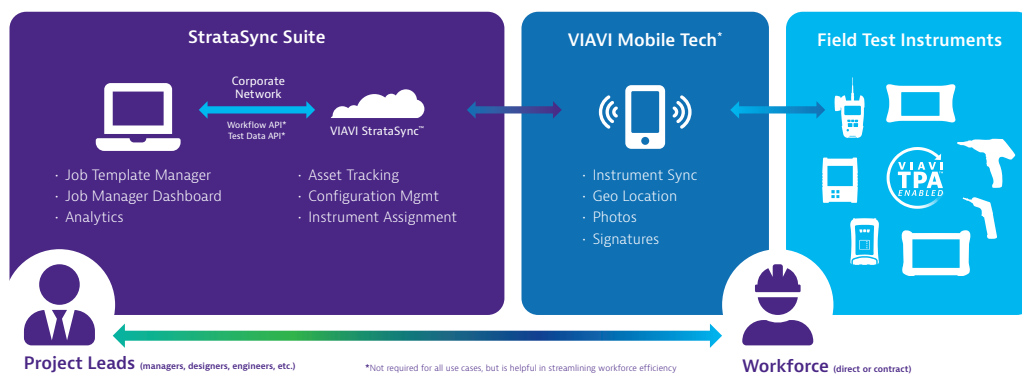 StrataSync Suite
Corporate
Network
Workflow API*
Test Data API*
VIAVI StrataSync™
· Job Template Manager
· Job Manager Dashboard
· Analytics
· Asset Tracking
· Configuration Mgmt
· Instrument Assignment
VIAVI Mobile Tech*
· Instrument Sync
· Geo Location
· Photos
· Signatures
Field Test Instruments
VIAVI
TPA
ENABLED
Project Leads (managers, designers, engineers, etc.)
*Not required for all use cases, but is helpful in streamlining workforce efficiency
Workforce (direct or contract)